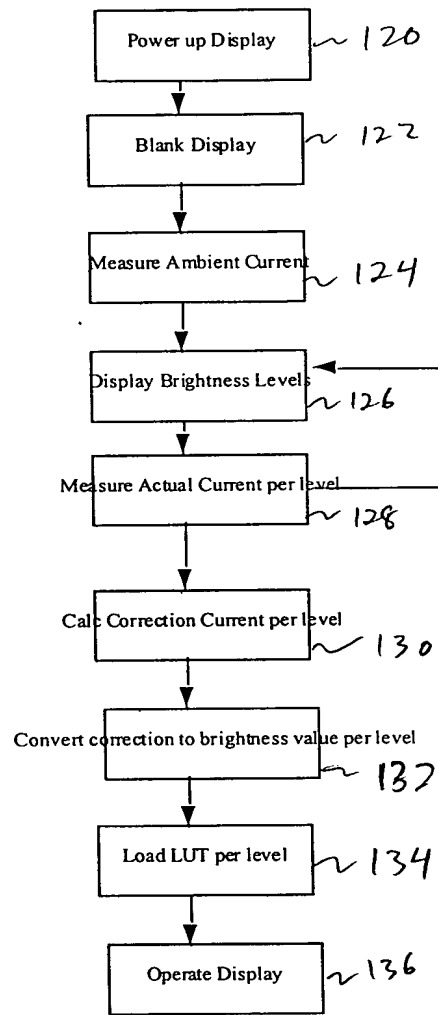 Power up Display
120
Blank Display
122
Measure Ambient Current
124
Display Brightness Levels
126
Measure Actual Current per level
128
Calc Correction Current per level
130
Convert correction to brightness value per level
132
Load LUT per level
134
Operate Display
136